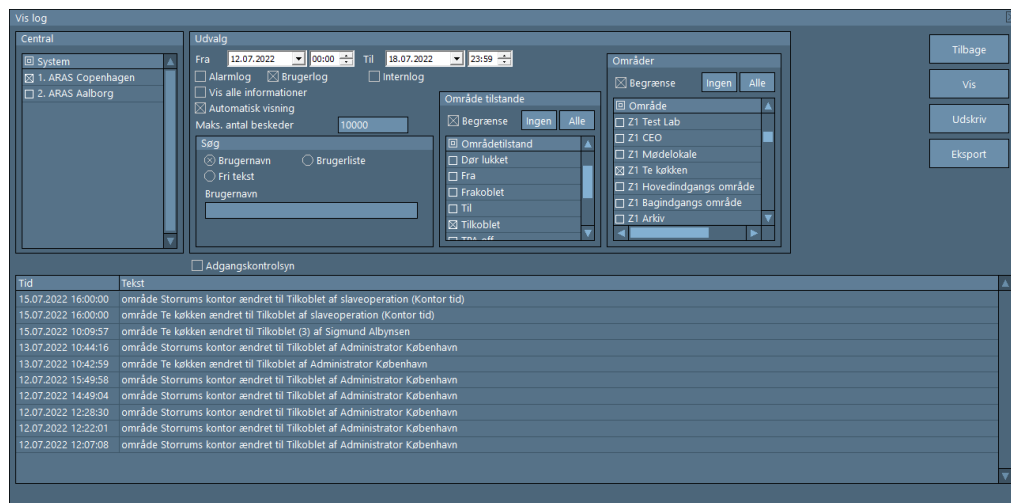 Vis log
Central
System
1. ARAS Copenhagen
2. ARAS Aalborg
Udvalg
Fra 12.07.2022 00:00 Til 18.07.2022 23:59
Alarmlog Brugerlog Internlog
Vis alle informationer
Automatisk visning
Maks. antal beskeder 10000
Søg
Brugernavn Brugerliste
Fri tekst
Brugernavn
Område tilstande
Begrænse Ingen Alle
Områdetilstand
Dør lukket
Fra
Frakoblet
Til
Tilkoblet
Områder
Begrænse Ingen Alle
Område
Z1 Test Lab
Z1 CEO
Z1 Mødelokale
Z1 Te køkken
Z1 Hovedindgangs område
Z1 Bagindgangs område
Z1 Arkiv
Tilbage
Vis
Udskriv
Eksport
Adgangskontrolsyn
Tid Tekst
15.07.2022 16:00:00 område Storrums kontor ændret til Tilkoblet af slaveoperation (Kontor tid)
15.07.2022 16:00:00 område Te køkken ændret til Tilkoblet af slaveoperation (Kontor tid)
15.07.2022 10:09:57 område Te køkken ændret til Tilkoblet (3) af Sigmund Albynsen
13.07.2022 10:44:16 område Storrums kontor ændret til Tilkoblet af Administrator København
13.07.2022 10:42:59 område Te køkken ændret til Tilkoblet af Administrator København
12.07.2022 15:49:58 område Storrums kontor ændret til Tilkoblet af Administrator København
12.07.2022 14:49:04 område Storrums kontor ændret til Tilkoblet af Administrator København
12.07.2022 12:28:30 område Storrums kontor ændret til Tilkoblet af Administrator København
12.07.2022 12:22:01 område Storrums kontor ændret til Tilkoblet af Administrator København
12.07.2022 12:07:08 område Storrums kontor ændret til Tilkoblet af Administrator København